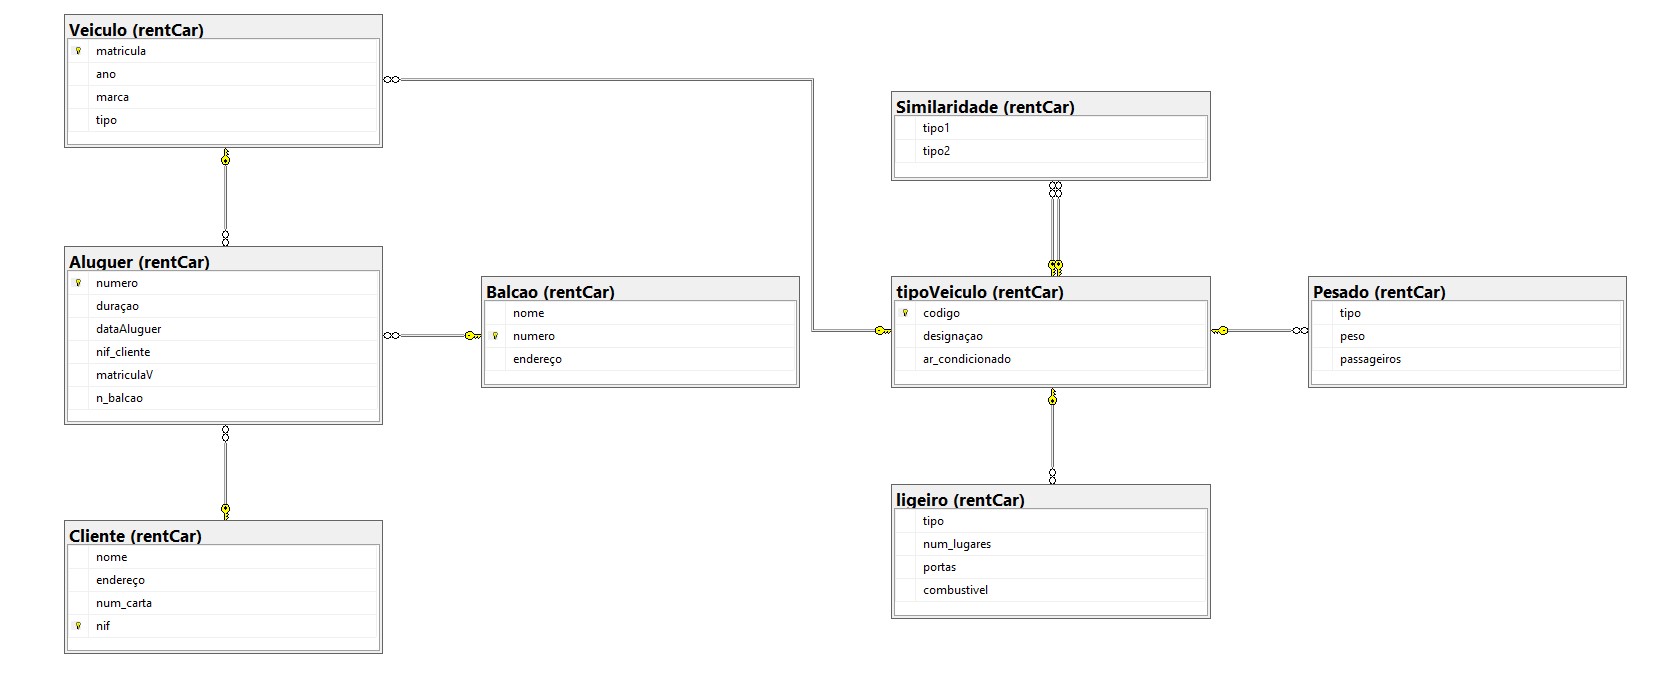 Veiculo (rentCar)
matricula
ano
marca
tipo
Similaridade (rentCar)
tipo1
tipo2
Aluguer (rentCar)
numero
duraçao
dataAluguer
nif_cliente
matriculaV
n_balcao
Balcao (rentCar)
nome
numero
endereço
tipoVeiculo (rentCar)
codigo
designaçao
ar_condicionado
Pesado (rentCar)
tipo
peso
passageiros
Cliente (rentCar)
nome
endereço
num_carta
nif
ligeiro (rentCar)
tipo
num_lugares
portas
combustivel